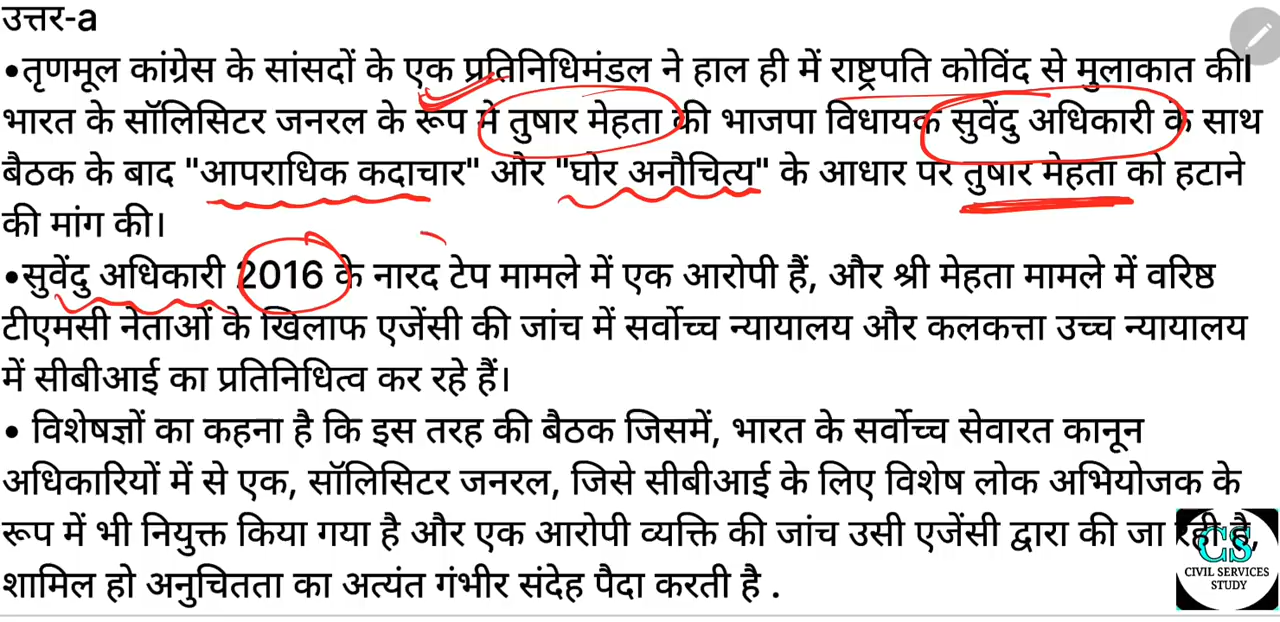 उत्तर-a
•तृणमूल कांग्रेस के सांसदों के एक प्रतिनिधिमंडल ने हाल ही में राष्ट्रपति कोविंद से मुलाकात की।
भारत के सॉलिसिटर जनरल के रूप में तुषार मेहता की भाजपा विधायक सुवेंदु अधिकारी के साथ
बैठक के बाद "आपराधिक कदाचार" और "घोर अनौचित्य" के आधार पर तुषार मेहता को हटाने
की मांग की।
•सुवेंदु अधिकारी 2016 के नारद टेप मामले में एक आरोपी हैं, और श्री मेहता मामले में वरिष्ठ
टीएमसी नेताओं के खिलाफ एजेंसी की जांच में सर्वोच्च न्यायालय और कलकत्ता उच्च न्यायालय
में सीबीआई का प्रतिनिधित्व कर रहे हैं।
• विशेषज्ञों का कहना है कि इस तरह की बैठक जिसमें, भारत के सर्वोच्च सेवारत कानून
अधिकारियों में से एक, सॉलिसिटर जनरल, जिसे सीबीआई के लिए विशेष लोक अभियोजक के
रूप में भी नियुक्त किया गया है और एक आरोपी व्यक्ति की जांच उसी एजेंसी द्वारा की जा रही है,
शामिल हो अनुचितता का अत्यंत गंभीर संदेह पैदा करती है .
CS
CIVIL SERVICES
STUDY